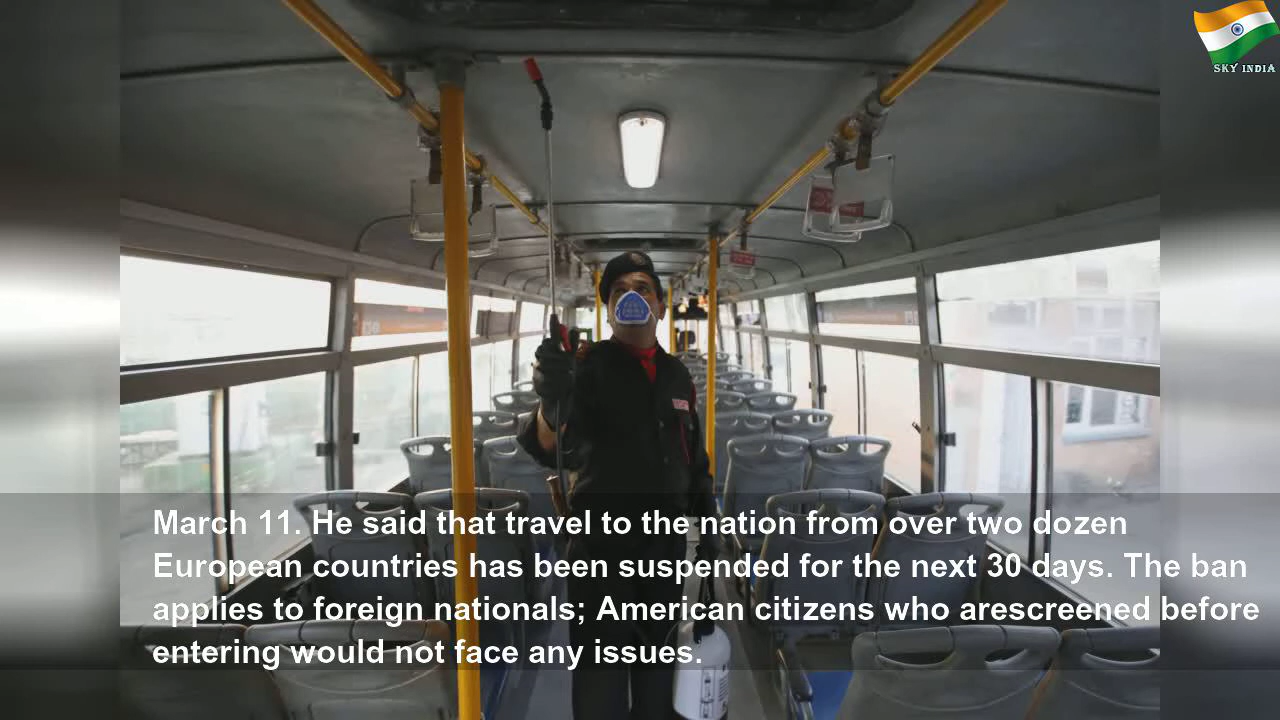 SKY INDIA
March 11. He said that travel to the nation from over two dozen
European countries has been suspended for the next 30 days. The ban
applies to foreign nationals; American citizens who arescreened before
entering would not face any issues.